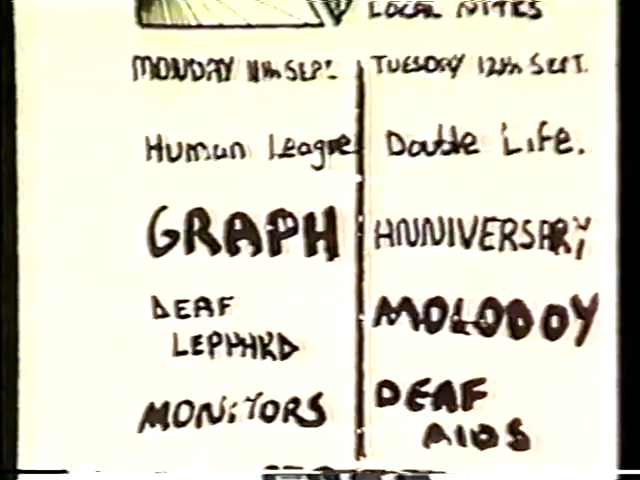 LOCAL NITES
MONDAY 11th SEPT
Human League
GRAPH
DEAF
LEPHHRD
MONiTORS
TUESDAY 12th SEPT.
Double Life.
ANNIVERSARY
MOLODOY
DEAF
AIDS